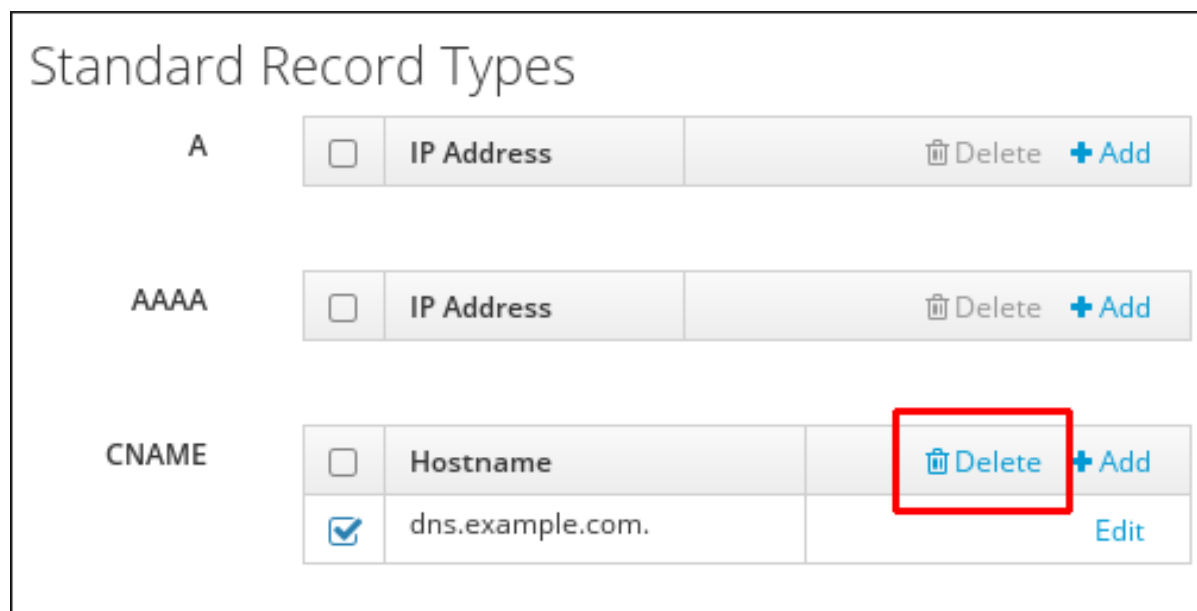 Standard Record Types
A IP Address Delete Add
AAAA IP Address Delete Add
CNAME Hostname Delete Add
dns.example.com. Edit